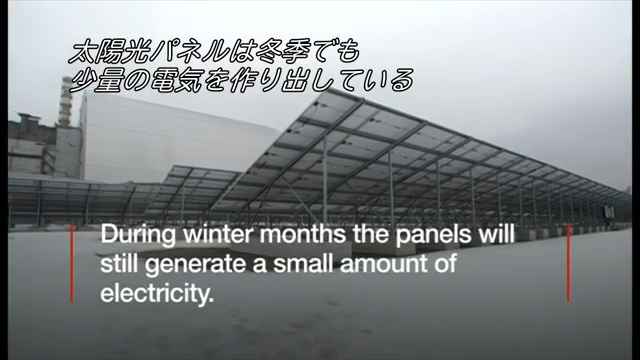 太陽光パネルは冬季でも
少量の電気を作り出している
During winter months the panels will
still generate a small amount of
electricity.